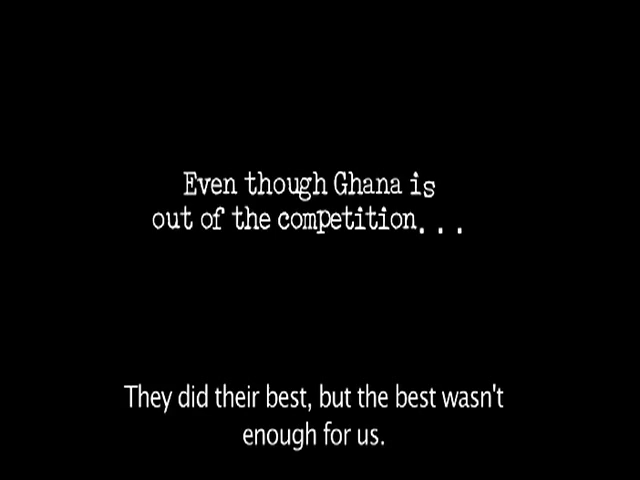 Even though Ghana is
out of the competition...
They did their best, but the best wasn't
enough for us.